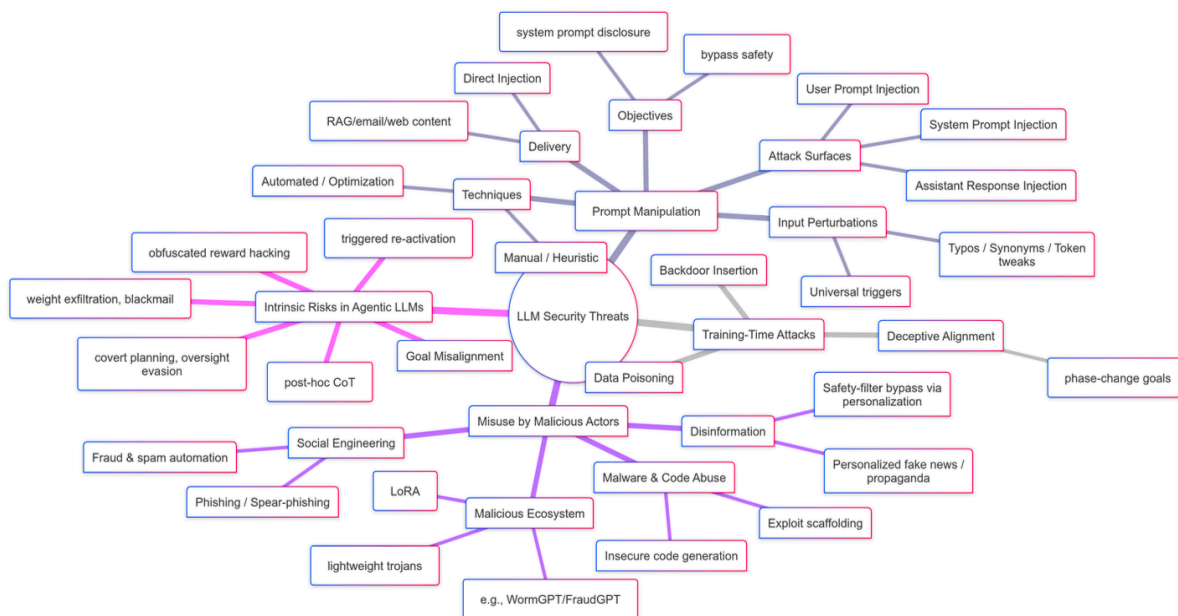 system prompt disclosure
bypass safety
Direct Injection
User Prompt Injection
Objectives
RAG/email/web content
System Prompt Injection
Delivery
Attack Surfaces
Automated / Optimization
Techniques
Assistant Response Injection
Prompt Manipulation
Input Perturbations
triggered re-activation
obfuscated reward hacking
Manual / Heuristic
Backdoor Insertion
Typos / Synonyms / Token
tweaks
weight exfiltration, blackmail
Intrinsic Risks in Agentic LLMs
Universal triggers
LLM Security Threats
Training-Time Attacks
Deceptive Alignment
covert planning, oversight
evasion
Goal Misalignment
post-hoc CoT
Data Poisoning
phase-change goals
Safety-filter bypass via
personalization
Misuse by Malicious Actors
Disinformation
Social Engineering
Fraud & spam automation
Personalized fake news /
propaganda
Malware & Code Abuse
LoRA
Phishing / Spear-phishing
Malicious Ecosystem
Exploit scaffolding
Insecure code generation
lightweight trojans
e.g., WormGPT/FraudGPT